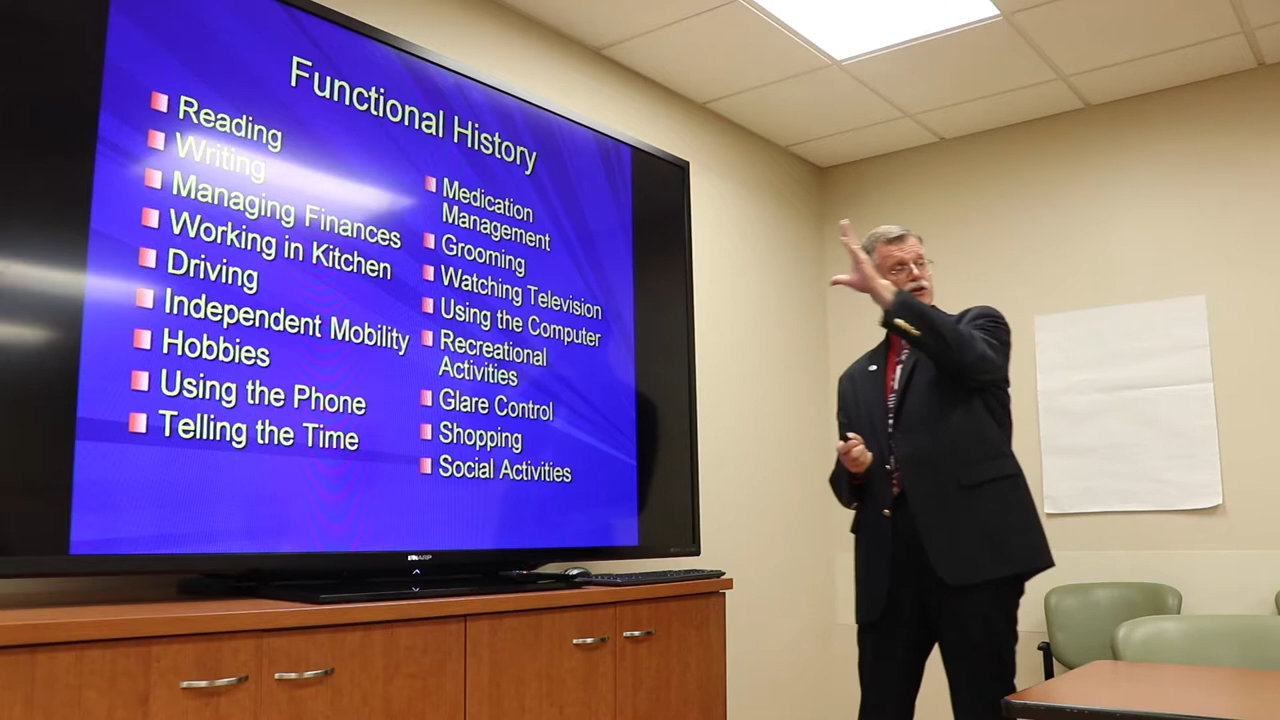 Functional History
Reading
Writing
Managing Finances
Working in Kitchen
Driving
Independent Mobility
Hobbies
Using the Phone
Telling the Time
Medication
Management
Grooming
Watching Television
Using the Computer
Recreational
Activities
Glare Control
Shopping
Social Activities
SHARP